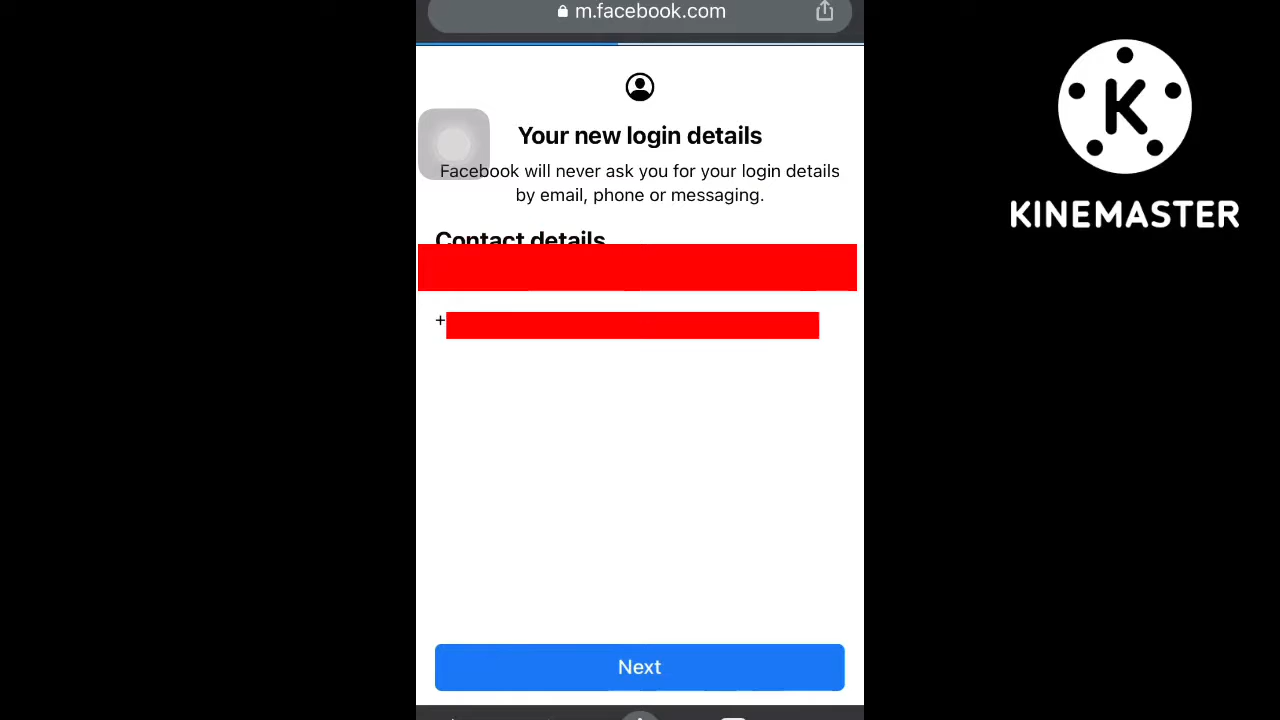 m.facebook.com
Your new login details
Facebook will never ask you for your login details
by email, phone or messaging.
Contact details
+
Next
KINEMASTER